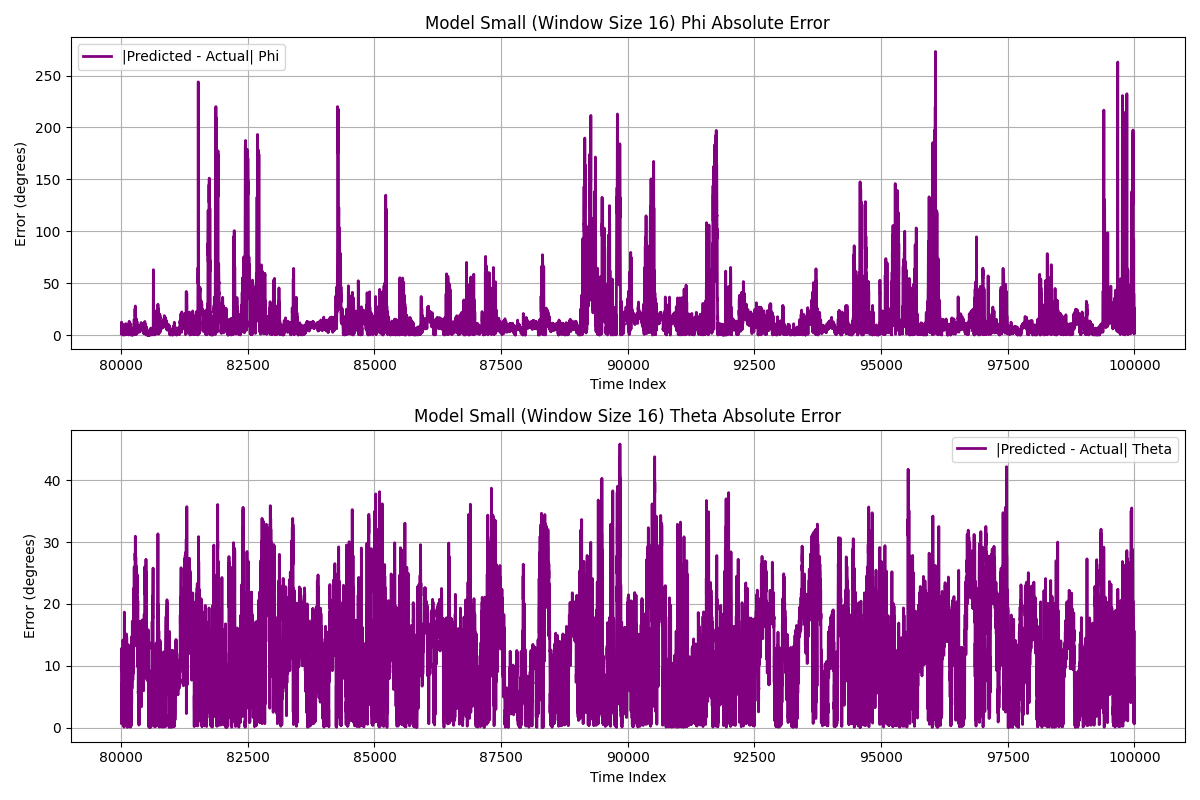 Model Small (Window Size 16) Phi Absolute Error
|Predicted - Actual| Phi
Error (degrees)
250
200
150
100
50
0
80000 82500 85000 87500 90000 92500 95000 97500 100000
Time Index
Model Small (Window Size 16) Theta Absolute Error
|Predicted - Actual| Theta
Error (degrees)
40
30
20
10
0
80000 82500 85000 87500 90000 92500 95000 97500 100000
Time Index